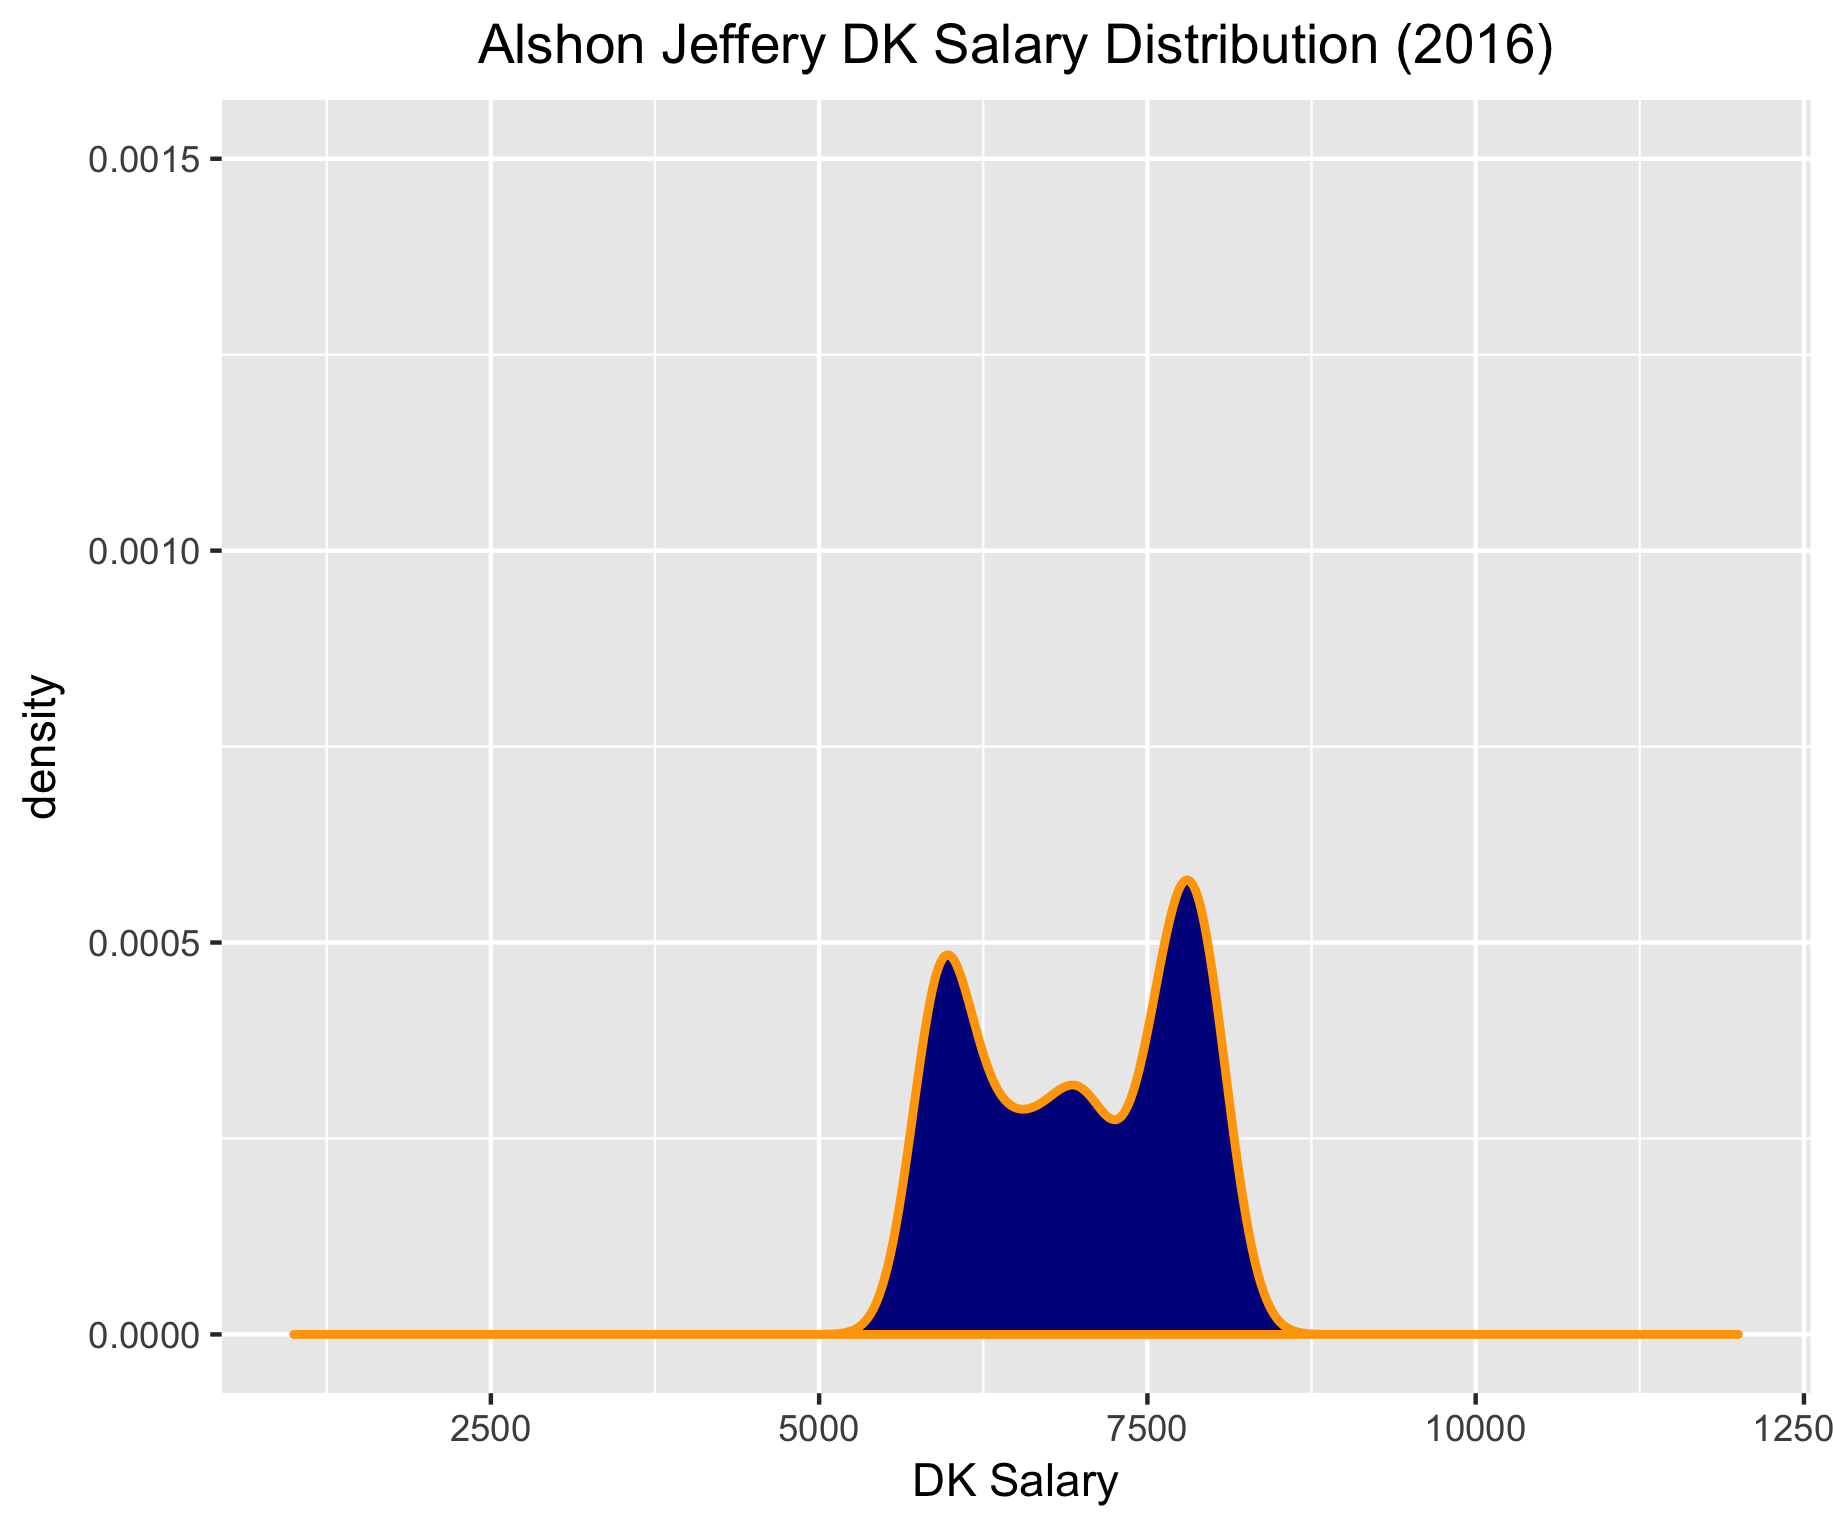 Alshon Jeffery DK Salary Distribution (2016)
0.0015
0.0010
density
0.0005
0.0000
2500 5000 7500 10000 1250
DK Salary